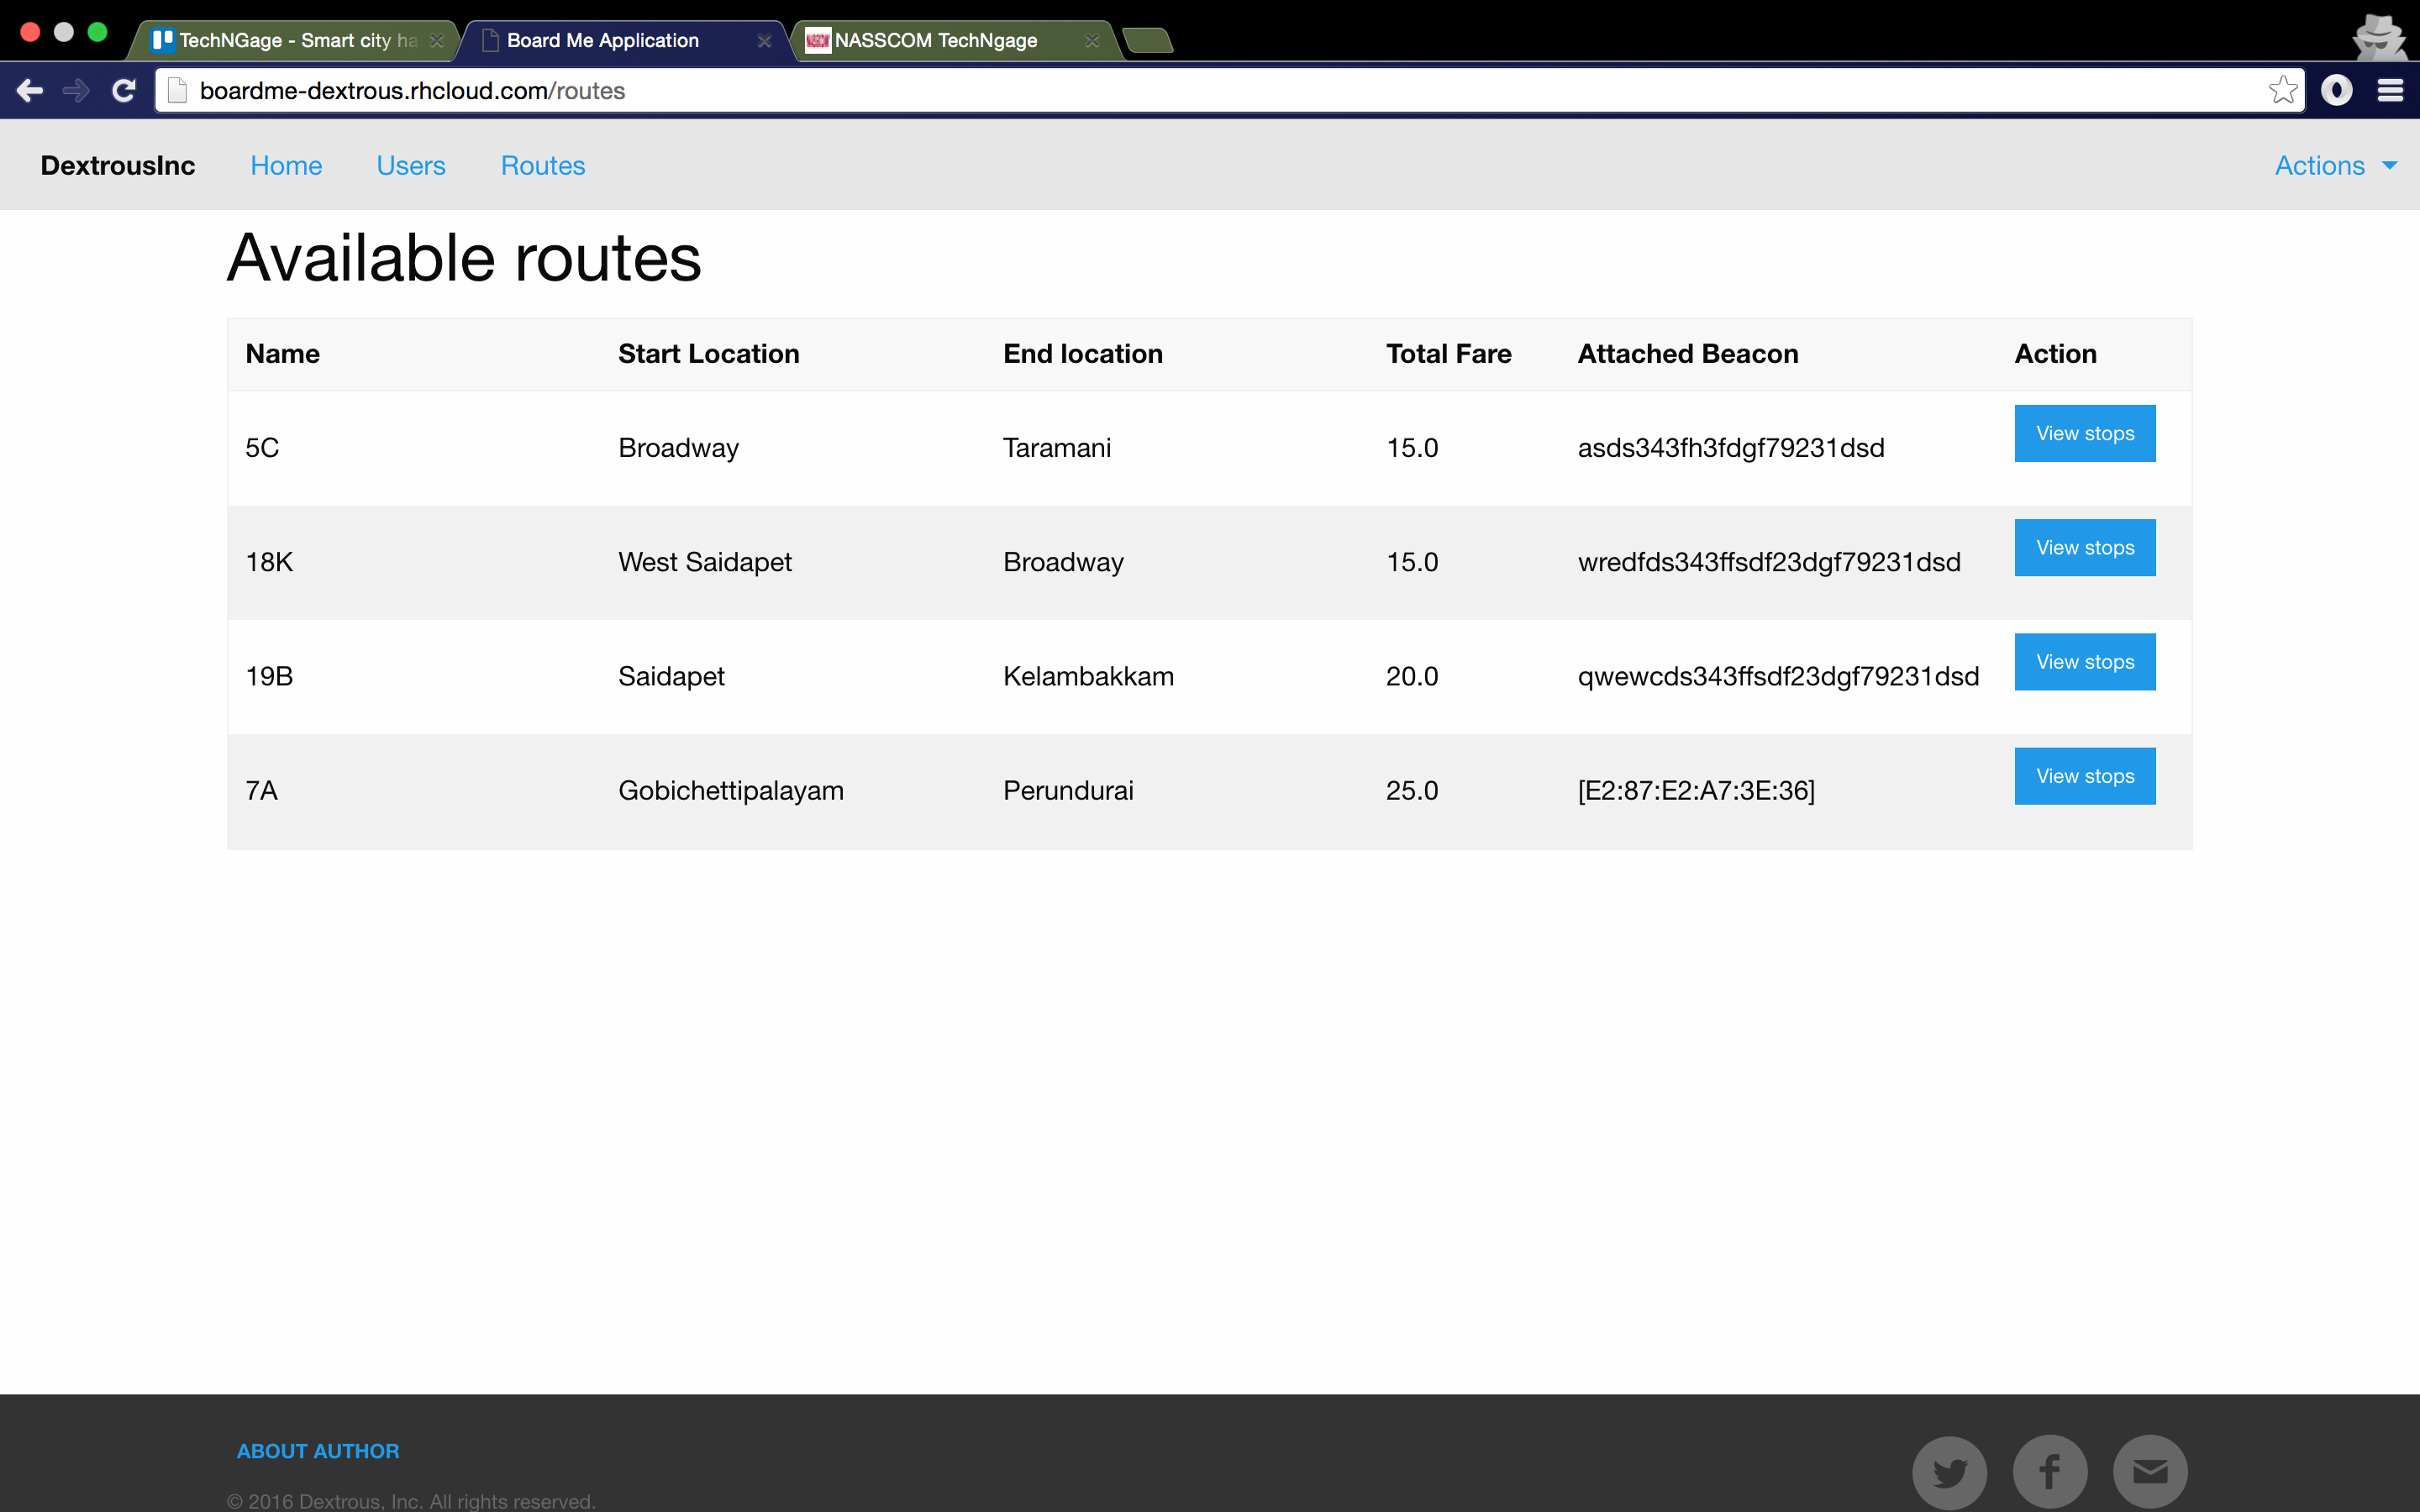 TechNGage - Smart city ha
Board Me Application
NASSCOM TechNgage
boardme-dextrous.rhcloud.com/routes
DextrousInc Home Users Routes Actions
Available routes
Name Start Location End location Total Fare Attached Beacon Action
5C Broadway Taramani 15.0 asds343fh3fdgf79231dsd View stops
18K West Saidapet Broadway 15.0 wredfds343ffsdf23dgf79231dsd View stops
19B Saidapet Kelambakkam 20.0 qwewcds343ffsdf23dgf79231dsd View stops
7A Gobichettipalayam Perundurai 25.0 [E2:87:E2:A7:3E:36] View stops
ABOUT AUTHOR
© 2016 Dextrous, Inc. All rights reserved.